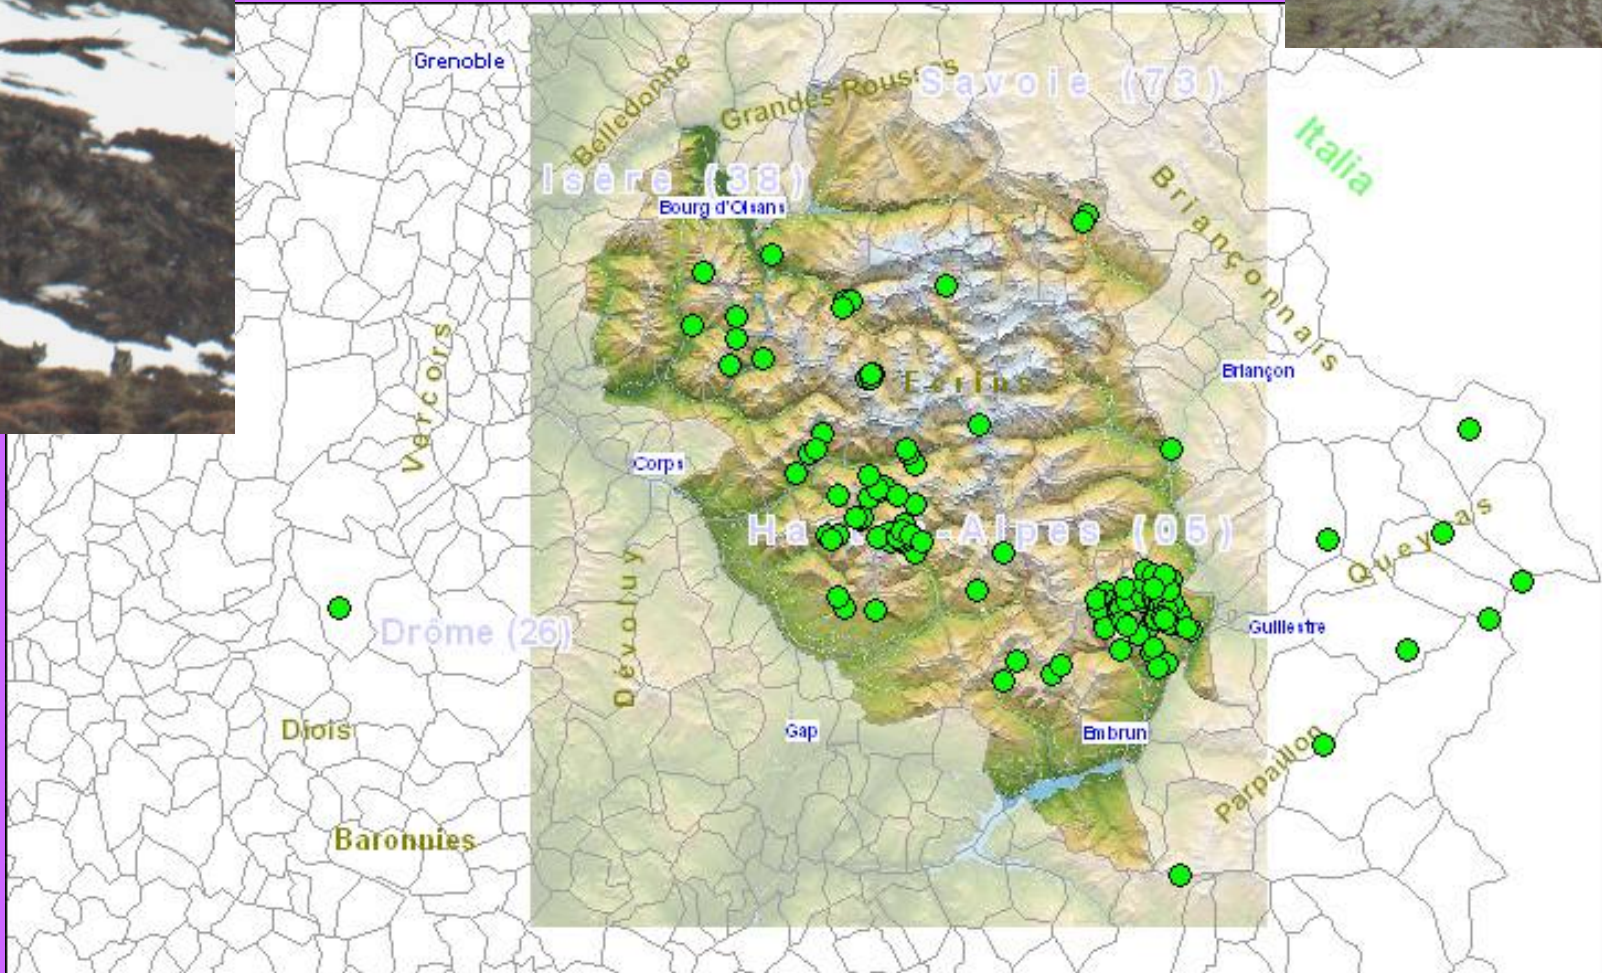 Grenoble
Belledonne
Grandes Rousses
Savoie (73)
Italia
Isère (38)
Bourg d'Oisans
Briançonnais
Vercors
Ecrins
Briançon
Corps
Hautes-Alpes (05)
Queyras
Dévoluy
Drôme (26)
Guillestre
Diois
Gap
Embrun
Parpaillon
Baronnies